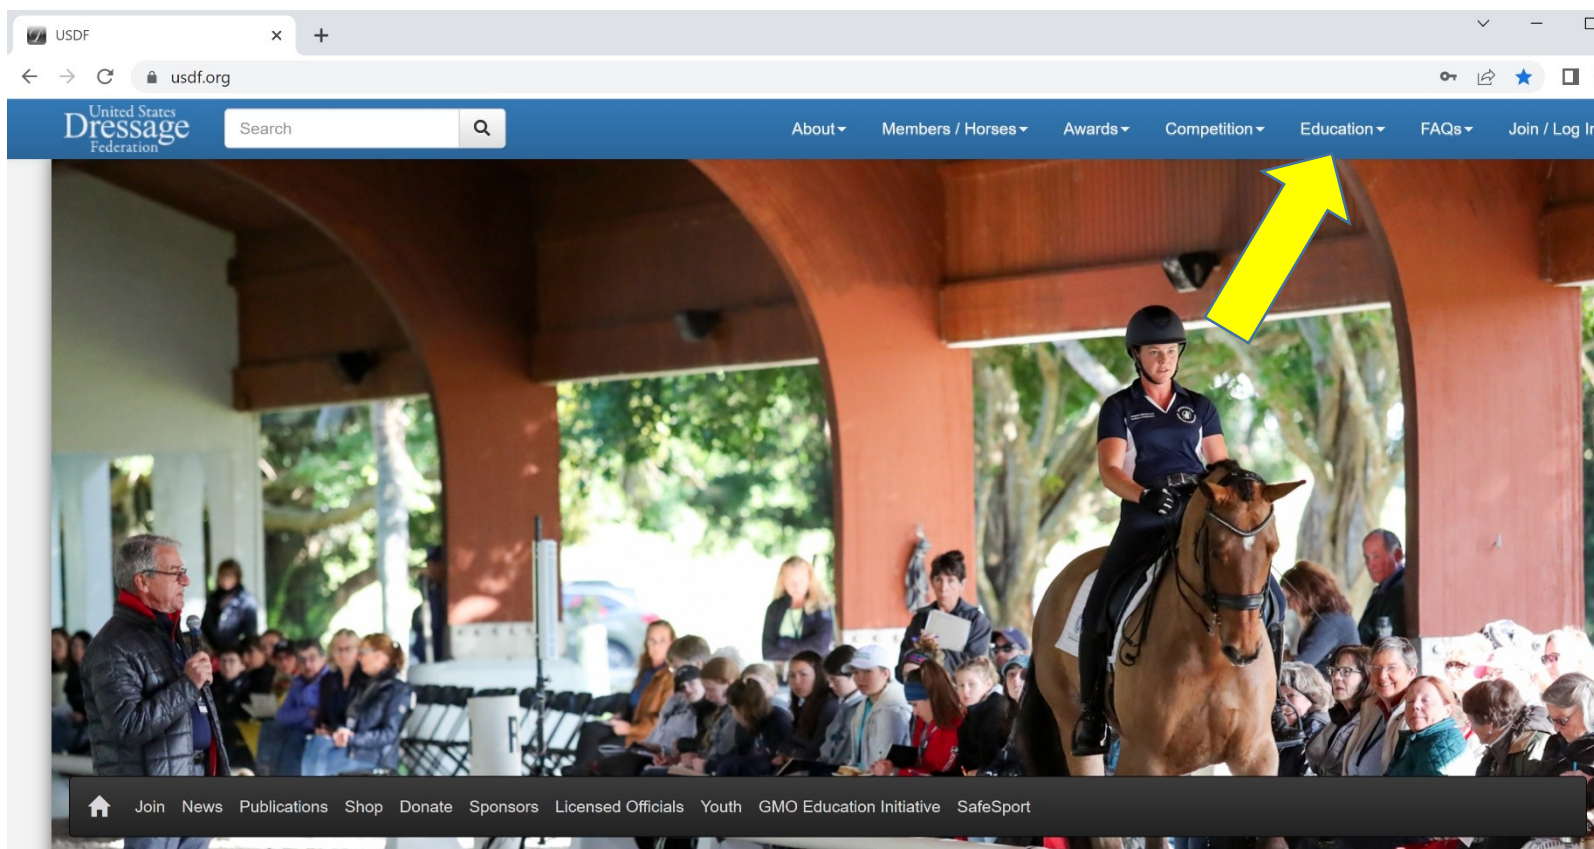 USDF
usdf.org
United States
Dressage
Federation
Search
About Members / Horses Awards Competition Education FAQs Join / Log In
R
Join News Publications Shop Donate Sponsors Licensed Officials Youth GMO Education Initiative SafeSport